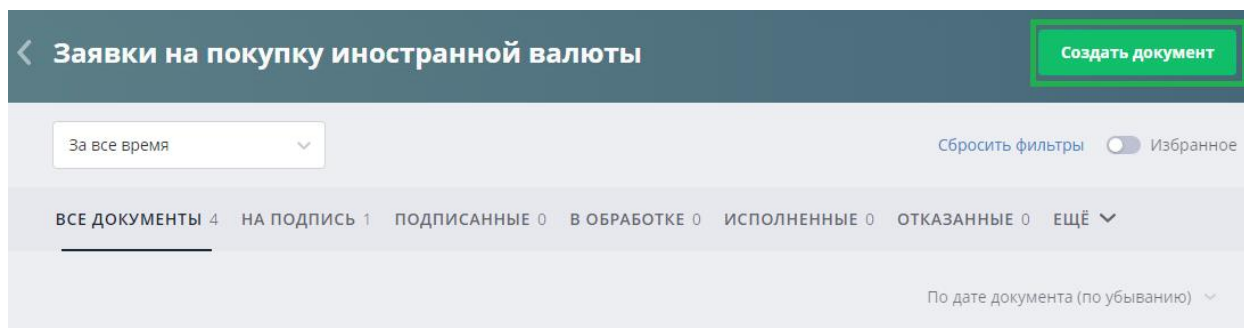 Заявки на покупку иностранной валюты
Создать документ
За все время
Сбросить фильтры
Избранное
ВСЕ ДОКУМЕНТЫ 4 НА ПОДПИСЬ 1 ПОДПИСАННЫЕ 0 В ОБРАБОТКЕ 0 ИСПОЛНЕННЫЕ 0 ОТКАЗАННЫЕ 0 ЕЩЁ
По дате документа (по убыванию)